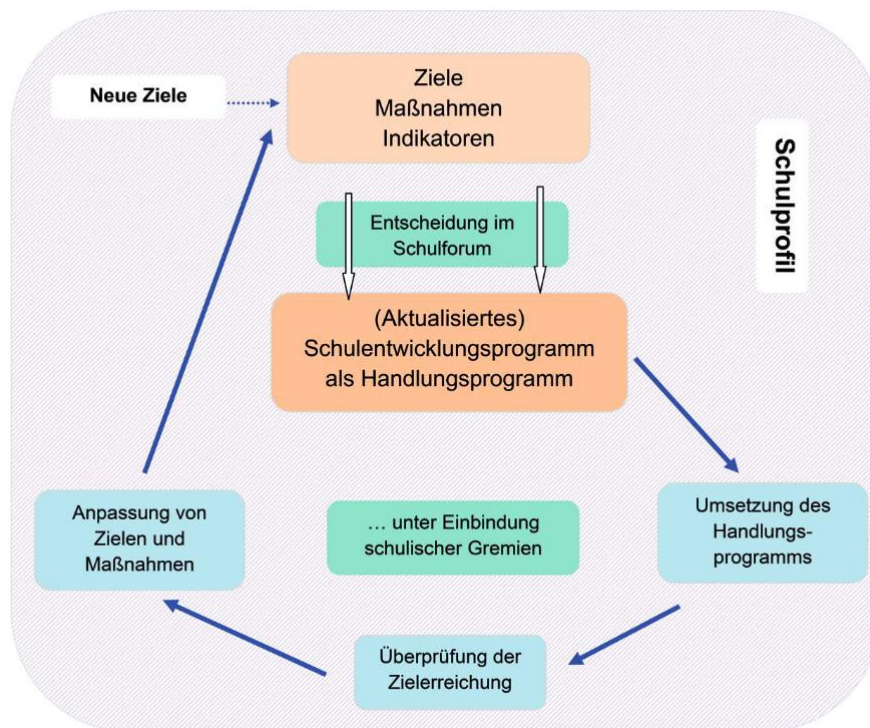 Neue Ziele
Ziele
Maßnahmen
Indikatoren
Schulprofil
Entscheidung im
Schulforum
(Aktualisiertes)
Schulentwicklungsprogramm
als Handlungsprogramm
Anpassung von
Zielen und
Maßnahmen
… unter Einbindung
schulischer Gremien
Umsetzung des
Handlungs-
programms
Überprüfung der
Zielerreichung